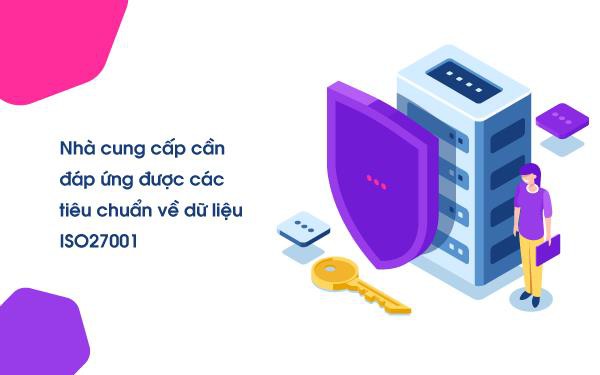 Nhà cung cấp cần
đáp ứng được các
tiêu chuẩn về dữ liệu
ISO27001